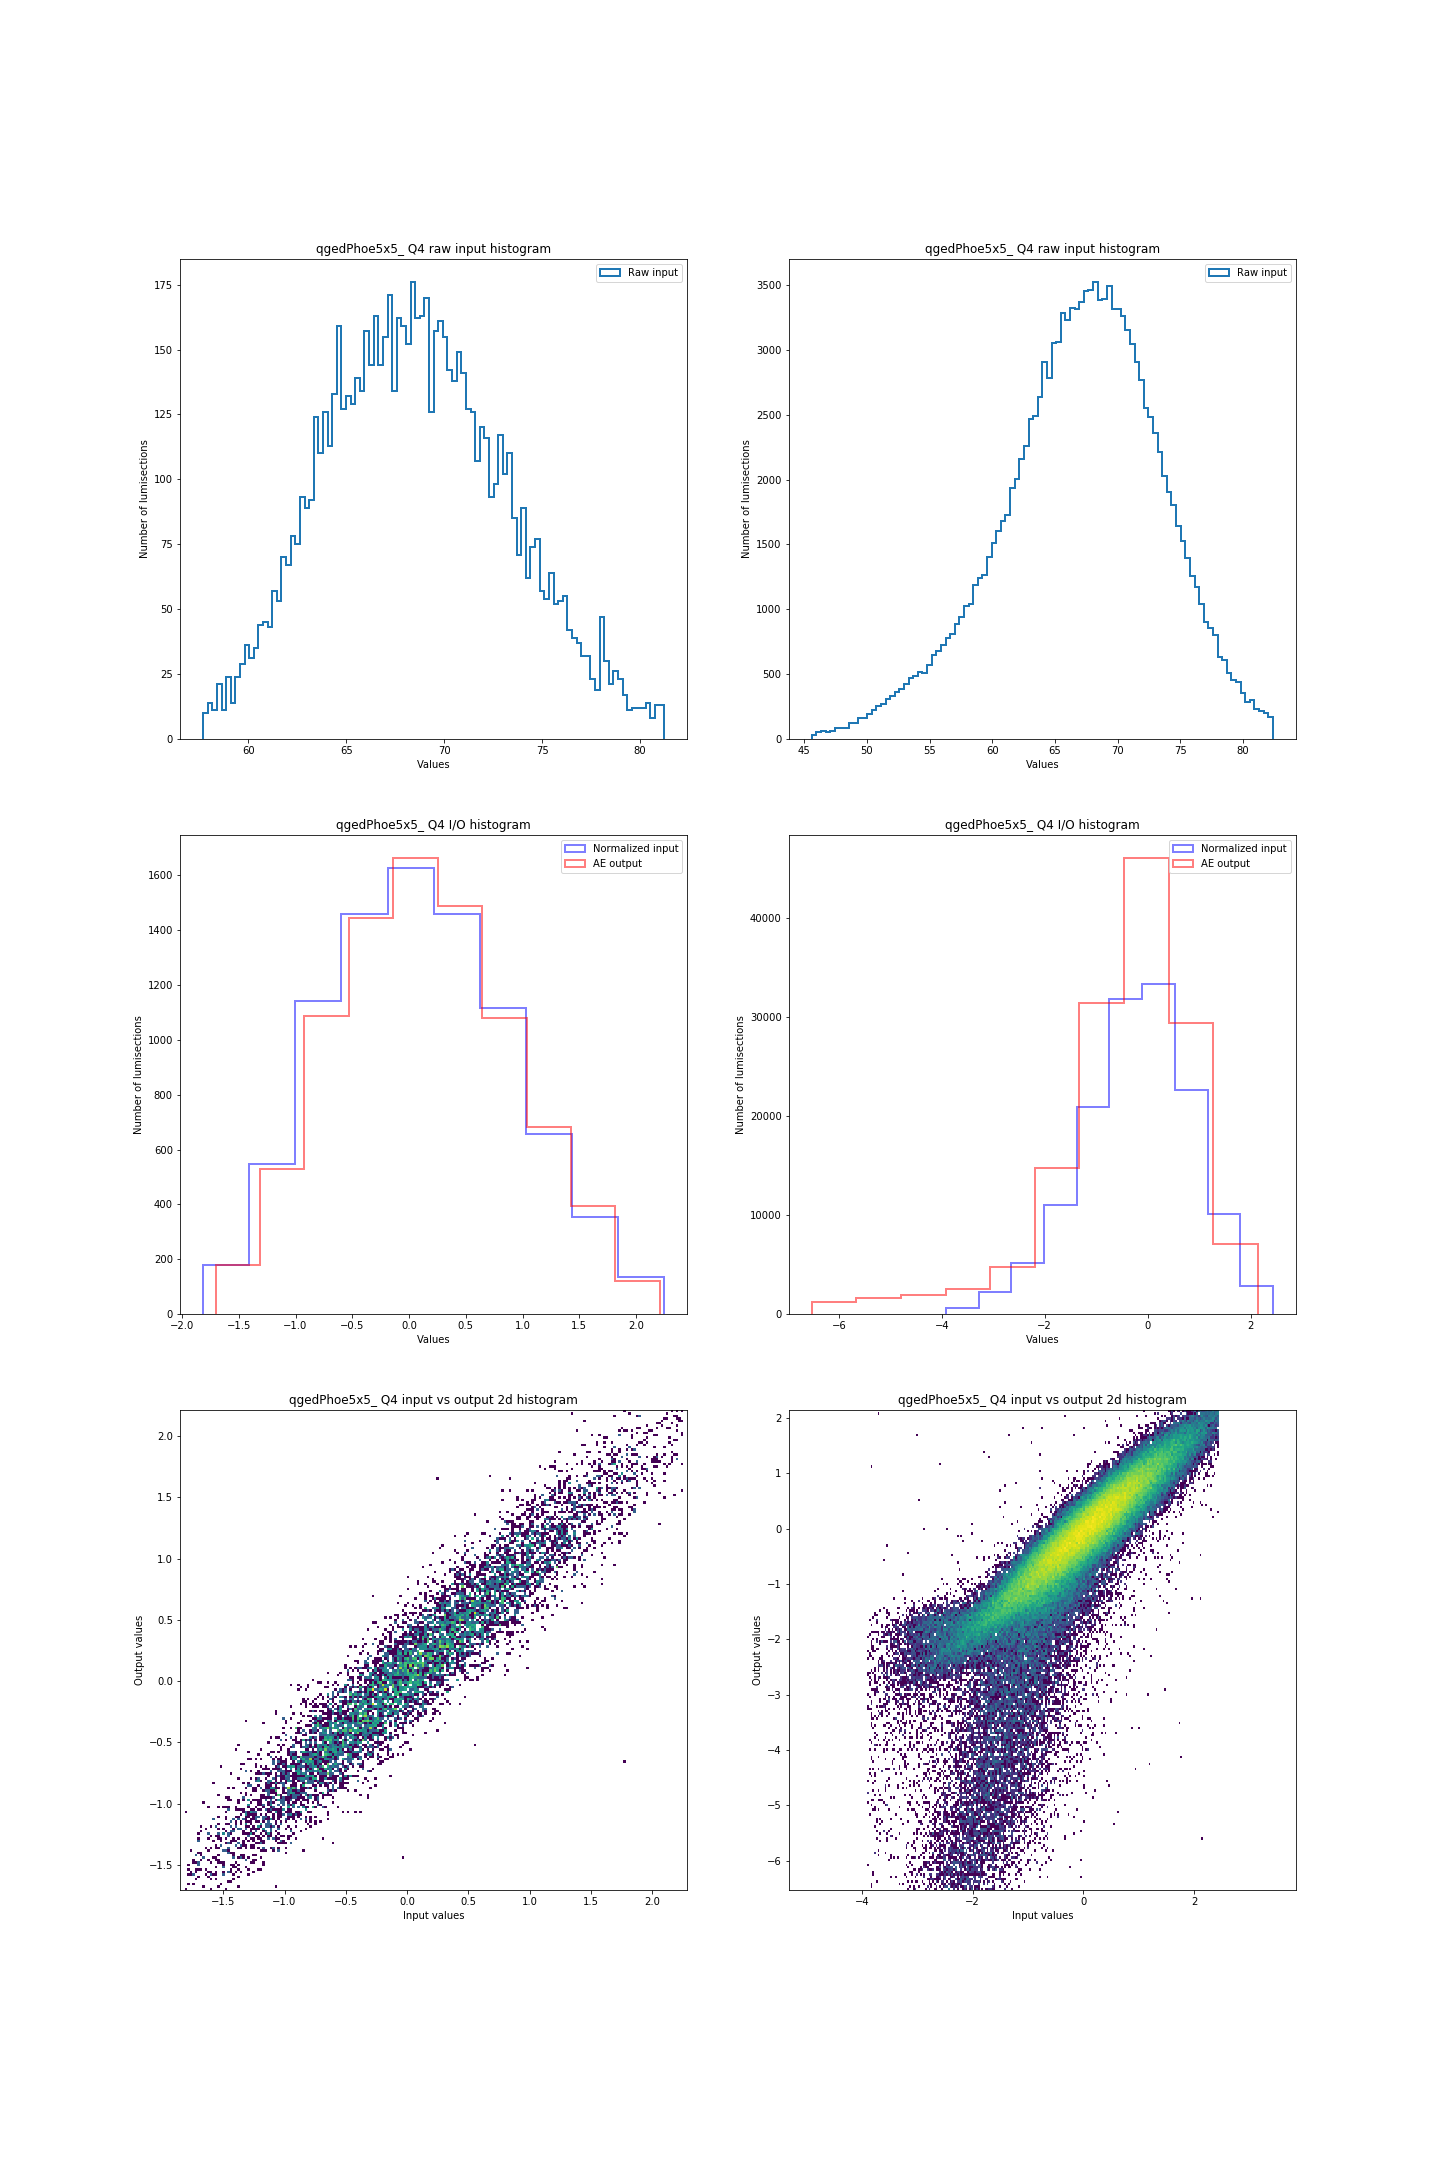 qgedPhoe5x5_ Q4 raw input histogram
Raw input
175
150
125
100
75
50
25
0
Number of lumisections
60 65 70 75 80
Values
qgedPhoe5x5_ Q4 raw input histogram
Raw input
3500
3000
2500
2000
1500
1000
500
0
Number of lumisections
45 50 55 60 65 70 75 80
Values
qgedPhoe5x5_ Q4 I/O histogram
Normalized input
AE output
1600
1400
1200
1000
800
600
400
200
0
Number of lumisections
−2.0 −1.5 −1.0 −0.5 0.0 0.5 1.0 1.5 2.0
Values
qgedPhoe5x5_ Q4 I/O histogram
Normalized input
AE output
40000
30000
20000
10000
0
Number of lumisections
−6 −4 −2 0 2
Values
qgedPhoe5x5_ Q4 input vs output 2d histogram
2.0
1.5
1.0
0.5
0.0
−0.5
−1.0
−1.5
Output values
−1.5 −1.0 −0.5 0.0 0.5 1.0 1.5 2.0
Input values
qgedPhoe5x5_ Q4 input vs output 2d histogram
2
1
0
−1
−2
−3
−4
−5
−6
Output values
−4 −2 0 2
Input values